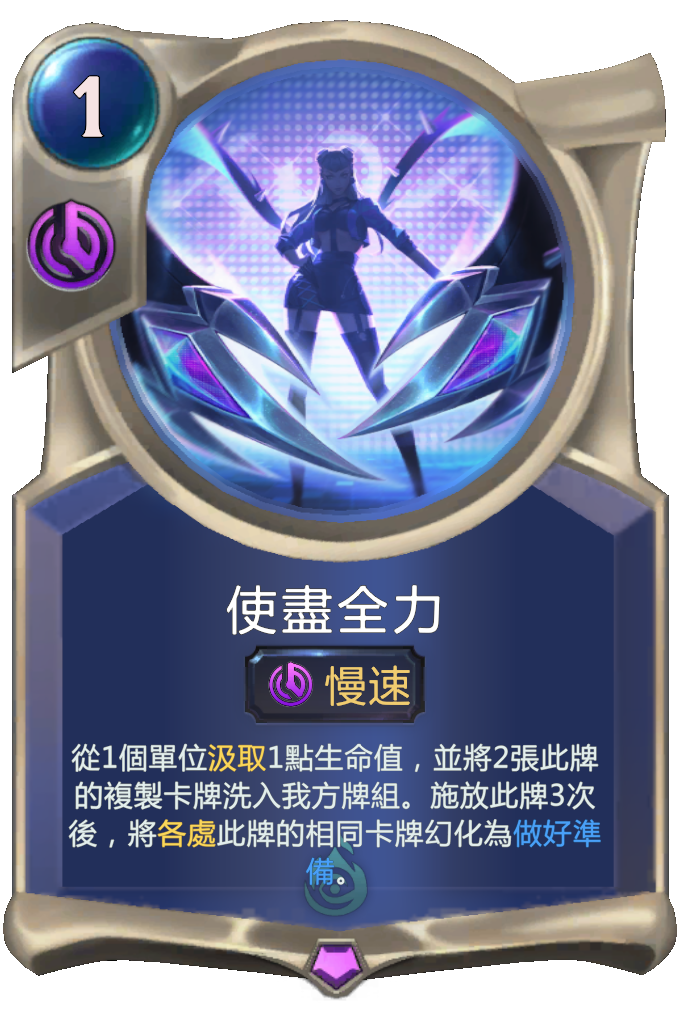 1
使盡全力
慢速
從1個單位汲取1點生命值，並將2張此牌
的複製卡牌洗入我方牌組。施放此牌3次
後，將各處此牌的相同卡牌幻化為做好準
備。